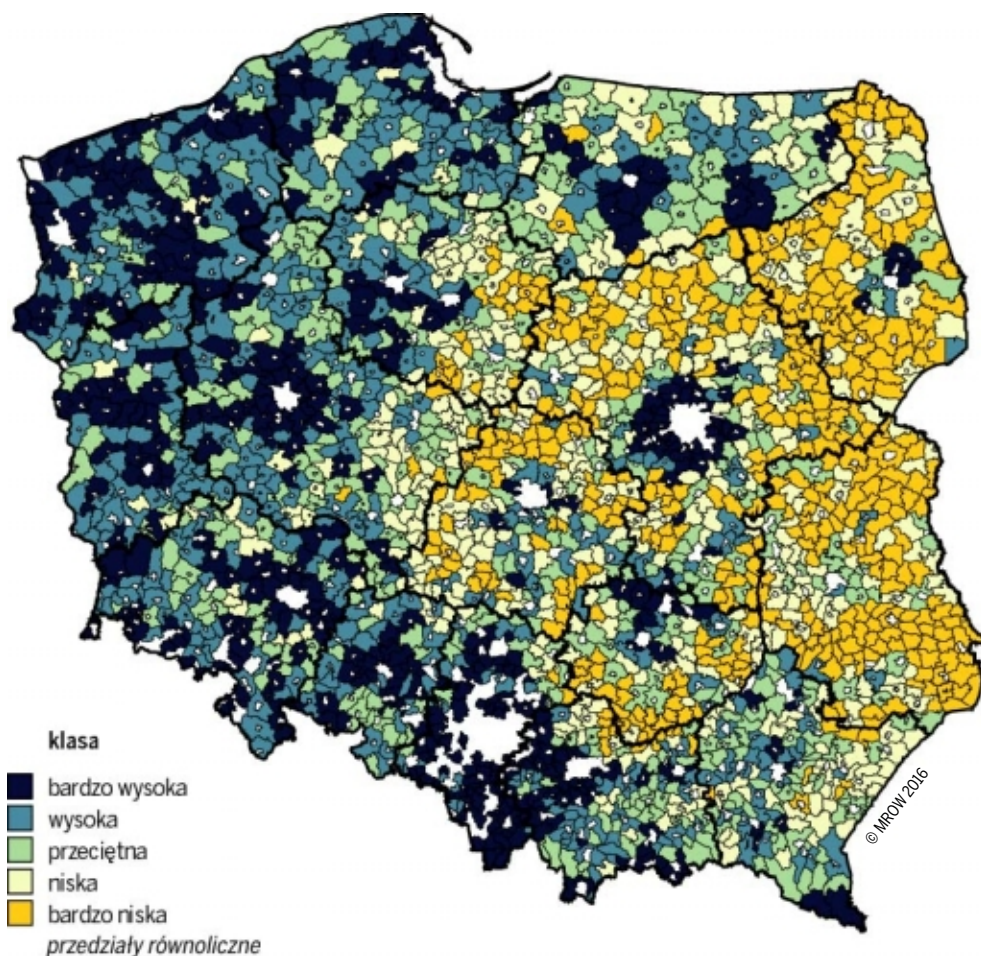 klasa
bardzo wysoka
wysoka
przeciętna
niska
bardzo niska
przedziały równoliczne
© MROW 2016